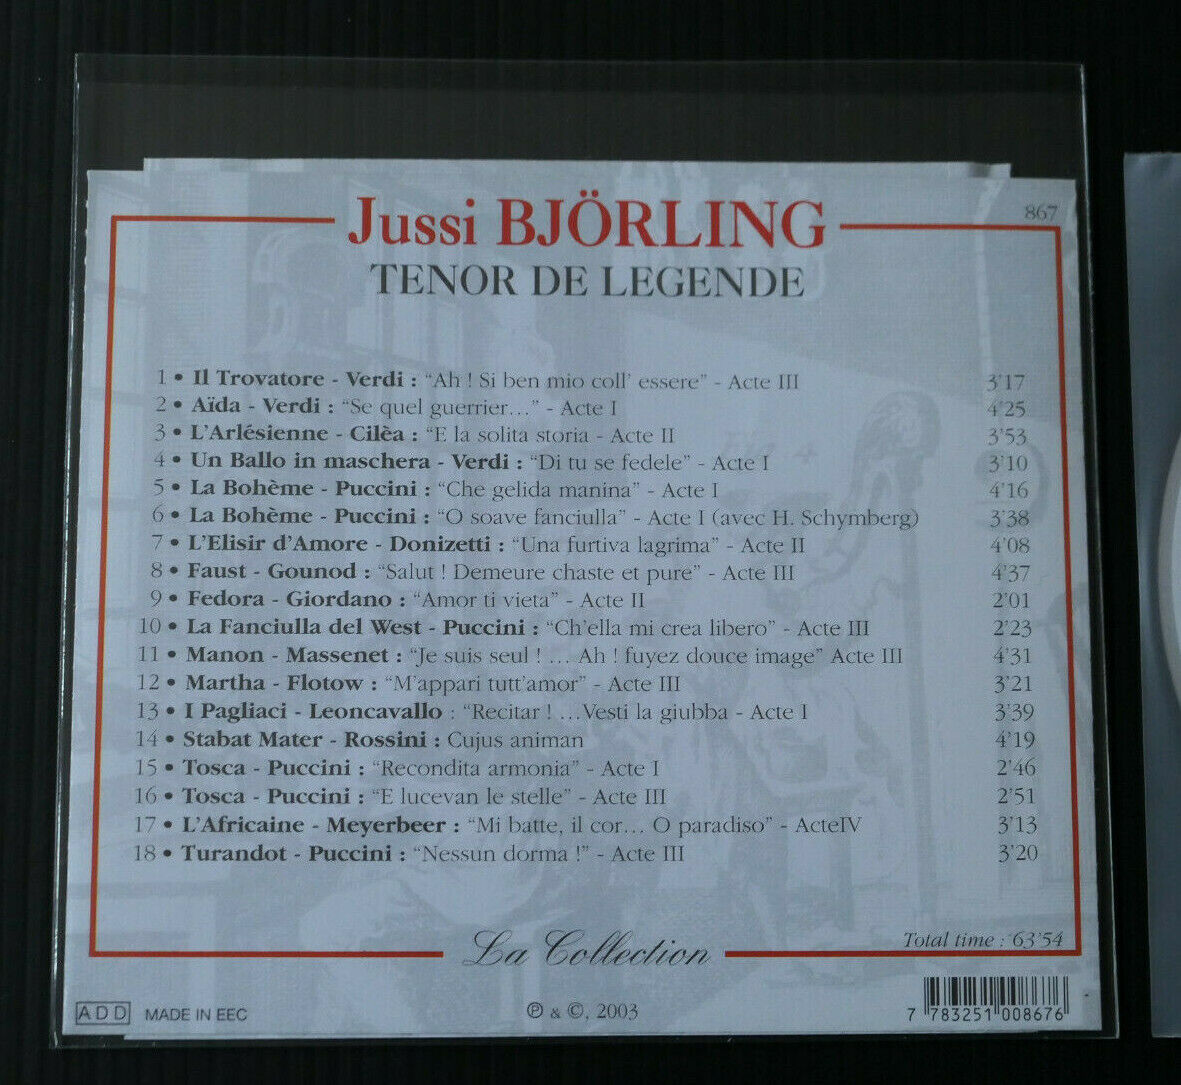 Jussi BJÖRLING
867
TENOR DE LEGENDE
1 • Il Trovatore - Verdi : “Ah ! Si ben mio coll' essere” - Acte III 3'17
2 • Aïda - Verdi : “Se quel guerrier...” - Acte I 4'25
3 • L'Arlésienne - Cilèa : “E la solita storia - Acte II 3'53
4 • Un Ballo in maschera - Verdi : “Di tu se fedele” - Acte I 3'10
5 • La Bohème - Puccini : “Che gelida manina” - Acte I 4'16
6 • La Bohème - Puccini : “O soave fanciulla” - Acte I (avec H. Schymberg) 3'38
7 • L'Elisir d'Amore - Donizetti : “Una furtiva lagrima” - Acte II 4'08
8 • Faust - Gounod : “Salut ! Demeure chaste et pure” - Acte III 4'37
9 • Fedora - Giordano : “Amor ti vieta” - Acte II 2'01
10 • La Fanciulla del West - Puccini : “Ch'ella mi crea libero” - Acte III 2'23
11 • Manon - Massenet : “Je suis seul ! ... Ah ! fuyez douce image” Acte III 4'31
12 • Martha - Flotow : “M'appari tutt'amor” - Acte III 3'21
13 • I Pagliaci - Leoncavallo : “Recitar ! ...Vesti la giubba - Acte I 3'39
14 • Stabat Mater - Rossini : Cujus animan 4'19
15 • Tosca - Puccini : “Recondita armonia” - Acte I 2'46
16 • Tosca - Puccini : “E lucevan le stelle” - Acte III 2'51
17 • L'Africaine - Meyerbeer : “Mi batte, il cor... O paradiso” - ActeIV 3'13
18 • Turandot - Puccini : “Nessun dorma !” - Acte III 3'20
La Collection
Total time : 63'54
ADD MADE IN EEC
℗ & ©, 2003
7 783251 008676